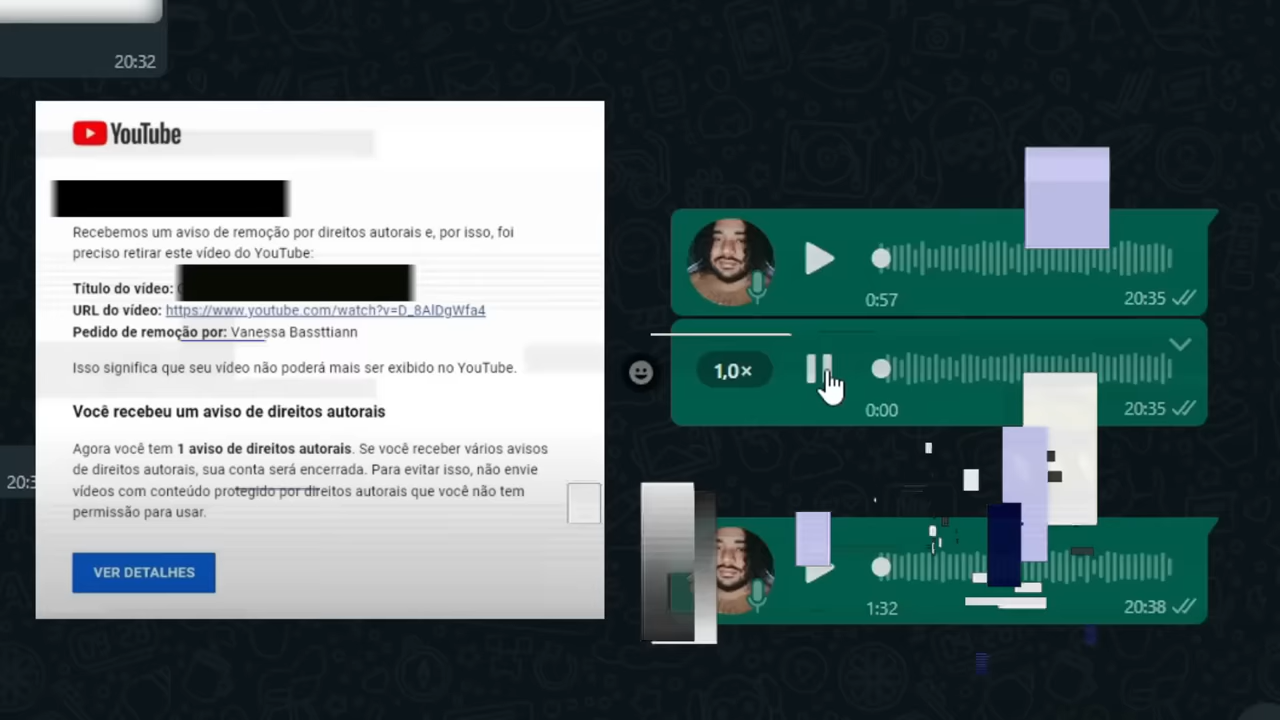 20:32
YouTube
Recebemos um aviso de remoção por direitos autorais e, por isso, foi
preciso retirar este vídeo do YouTube:
Título do vídeo:
URL do vídeo: https://www.youtube.com/watch?v=D_8AlDgWfa4
Pedido de remoção por: Vanessa Bassttiann
Isso significa que seu vídeo não poderá mais ser exibido no YouTube.
Você recebeu um aviso de direitos autorais
Agora você tem 1 aviso de direitos autorais. Se você receber vários avisos
de direitos autorais, sua conta será encerrada. Para evitar isso, não envie
vídeos com conteúdo protegido por direitos autorais que você não tem
permissão para usar.
VER DETALHES
0:57
20:35
1,0×
0:00
20:35
1:32
20:38